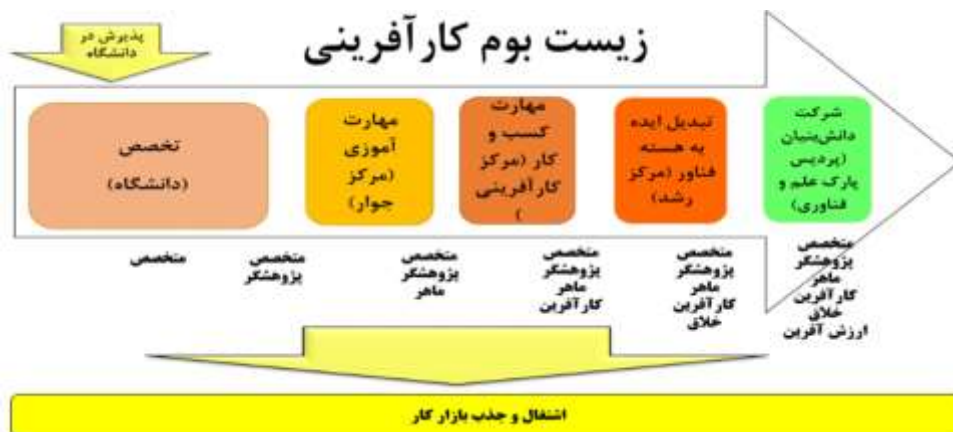 زیست بوم کارآفرینی
پذیرش در
دانشگاه
تخصص
(دانشگاه)
مهارت
آموزی
(مرکز
جوار)
مهارت
کسب و
کار (مرکز
کارآفرینی
(
تبدیل ایده
به هسته
فناور (مرکز
رشد)
شرکت
دانش‌بنیان
(پردیس
پارک علم و
فناوری)
متخصص
متخصص
پژوهشگر
متخصص
پژوهشگر
ماهر
متخصص
پژوهشگر
ماهر
کارآفرین
متخصص
پژوهشگر
ماهر
کارآفرین
خلاق
متخصص
پژوهشگر
ماهر
کارآفرین
خلاق
ارزش آفرین
اشتغال و جذب بازار کار